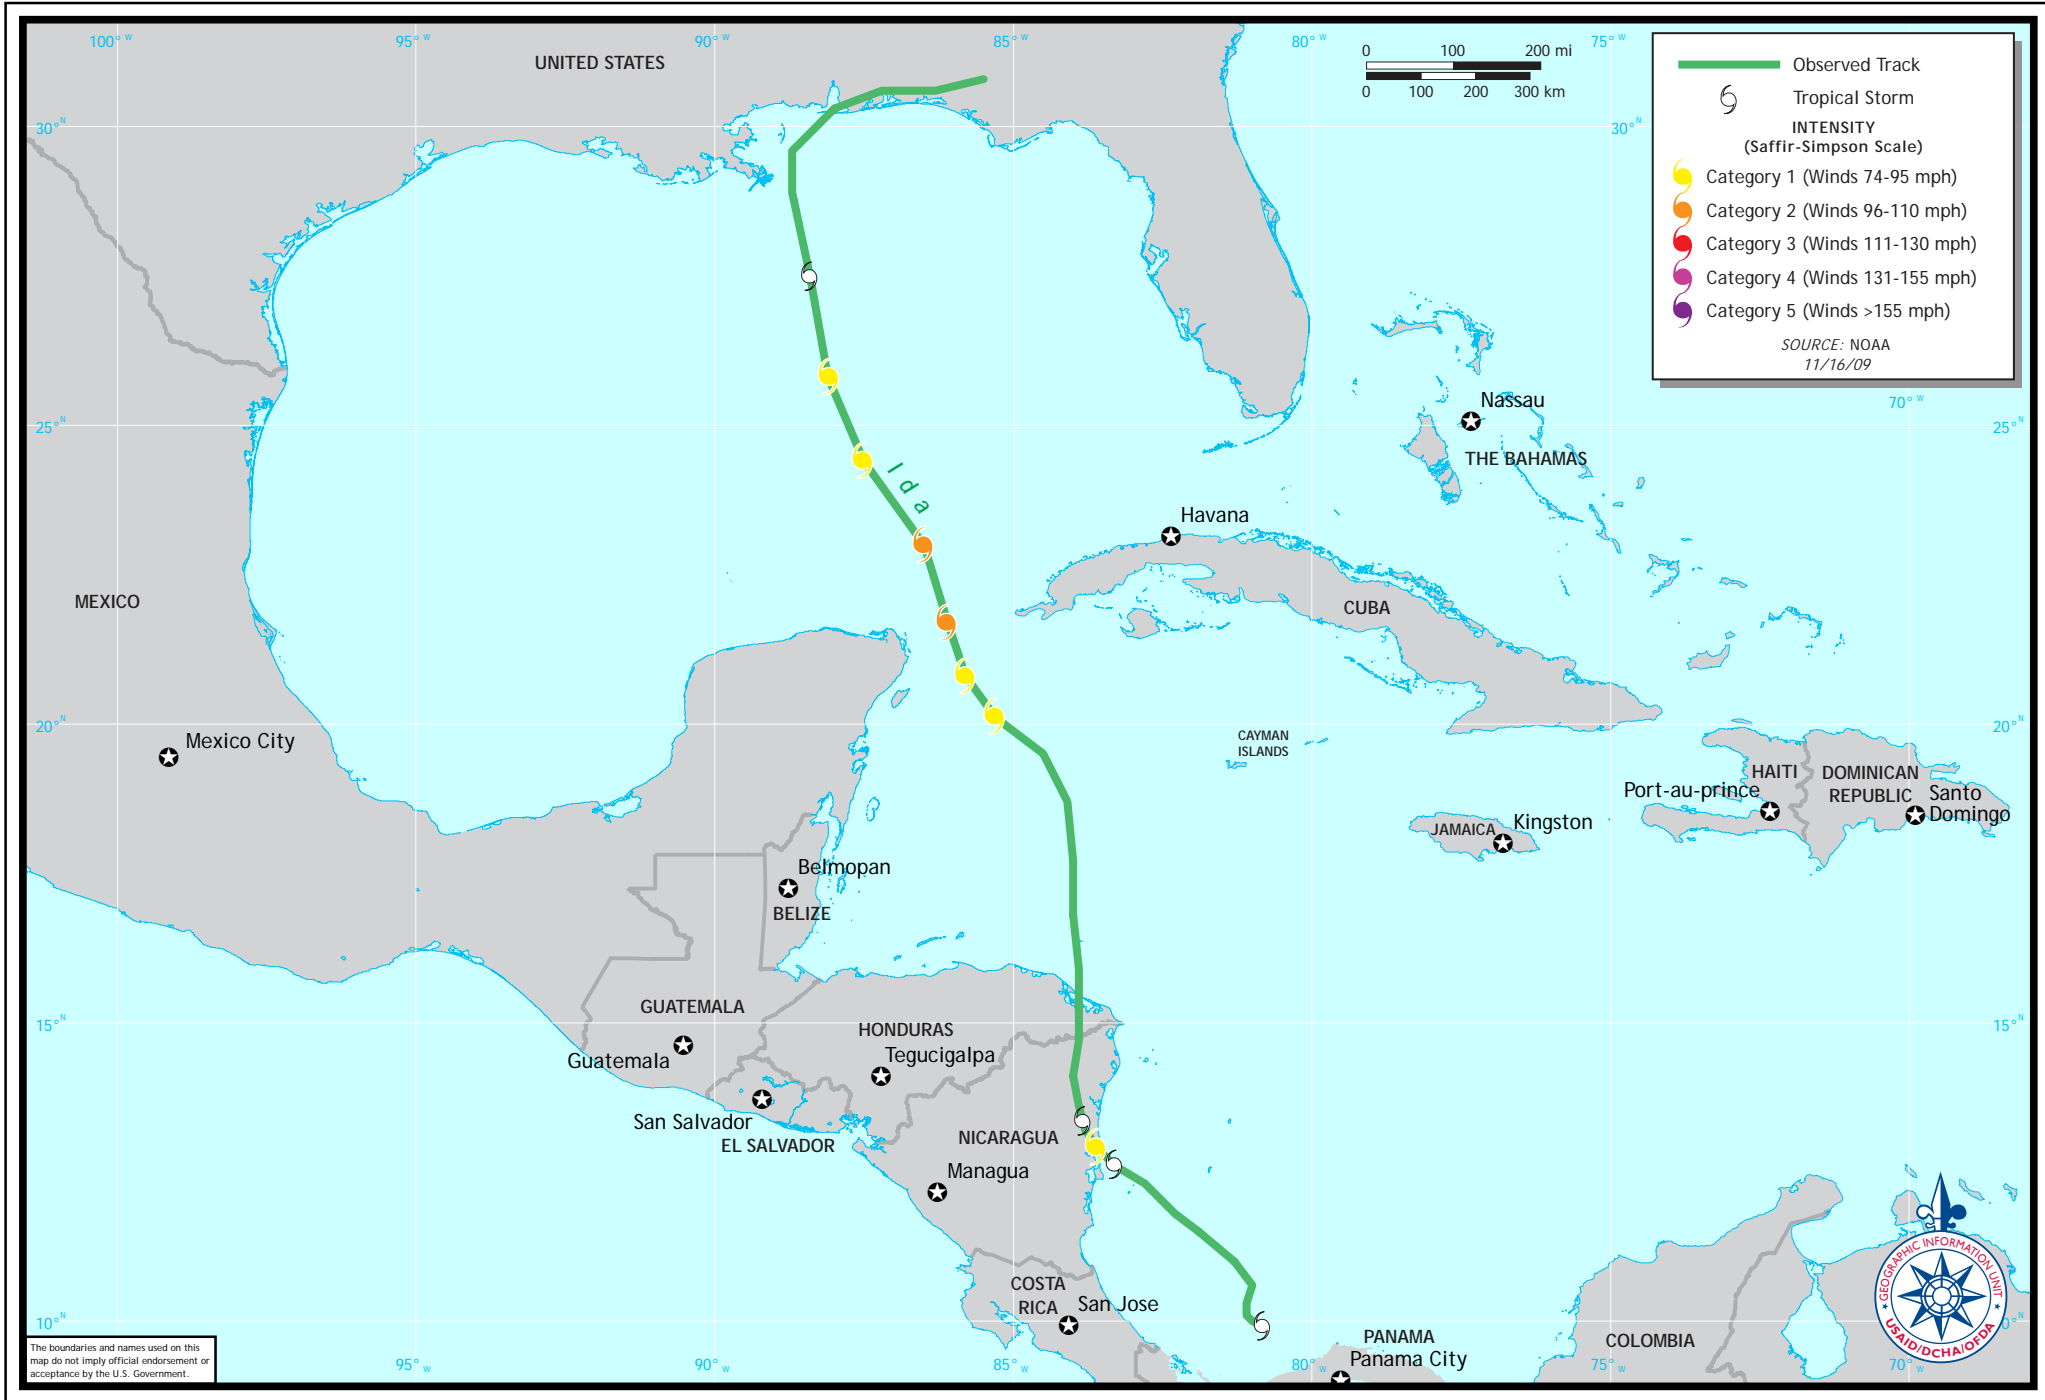 100° W
95° W
90° W
85° W
80° W
75° W
UNITED STATES
0 100 200 mi
0 100 200 300 km
Observed Track
Tropical Storm
INTENSITY
(Saffir-Simpson Scale)
Category 1 (Winds 74-95 mph)
Category 2 (Winds 96-110 mph)
Category 3 (Winds 111-130 mph)
Category 4 (Winds 131-155 mph)
Category 5 (Winds >155 mph)
SOURCE: NOAA
11/16/09
30° N
30° N
70° W
25° N
25° N
Nassau
THE BAHAMAS
Ida
Havana
CUBA
MEXICO
20° N
20° N
Mexico City
CAYMAN
ISLANDS
HAITI
DOMINICAN
REPUBLIC
Port-au-prince
Santo
Domingo
JAMAICA
Kingston
Belmopan
BELIZE
15° N
15° N
GUATEMALA
Guatemala
HONDURAS
Tegucigalpa
San Salvador
EL SALVADOR
NICARAGUA
Managua
COSTA
RICA
San Jose
10° N
0° N
PANAMA
Panama City
COLOMBIA
GEOGRAPHIC INFORMATION UNIT
USAID/DCHA/OFDA
The boundaries and names used on this
map do not imply official endorsement or
acceptance by the U.S. Government.
95° W
90° W
85° W
80° W
75° W
70° W